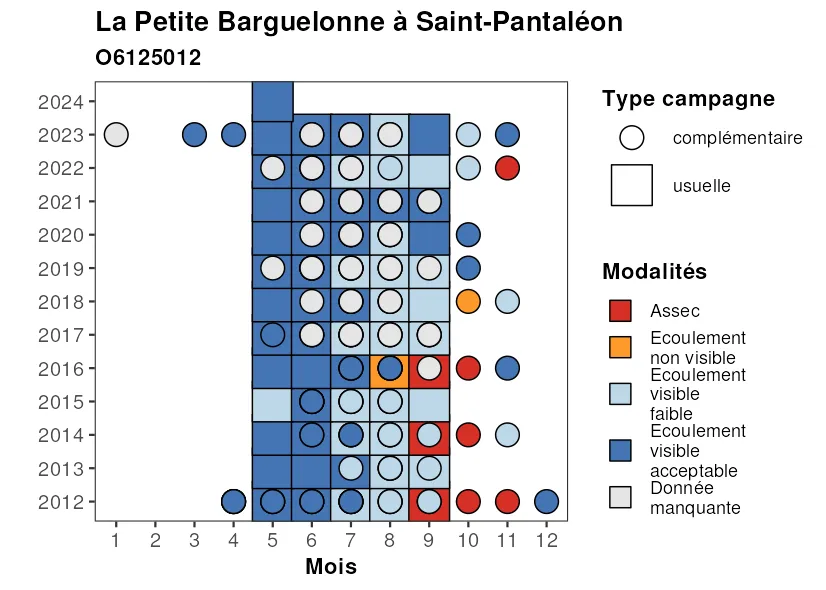 La Petite Barguelonne à Saint-Pantaléon
O6125012
2024
2023
2022
2021
2020
2019
2018
2017
2016
2015
2014
2013
2012
1 2 3 4 5 6 7 8 9 10 11 12
Mois
Type campagne
complémentaire
usuelle
Modalités
Assec
Ecoulement
non visible
Ecoulement
visible
faible
Ecoulement
visible
acceptable
Donnée
manquante